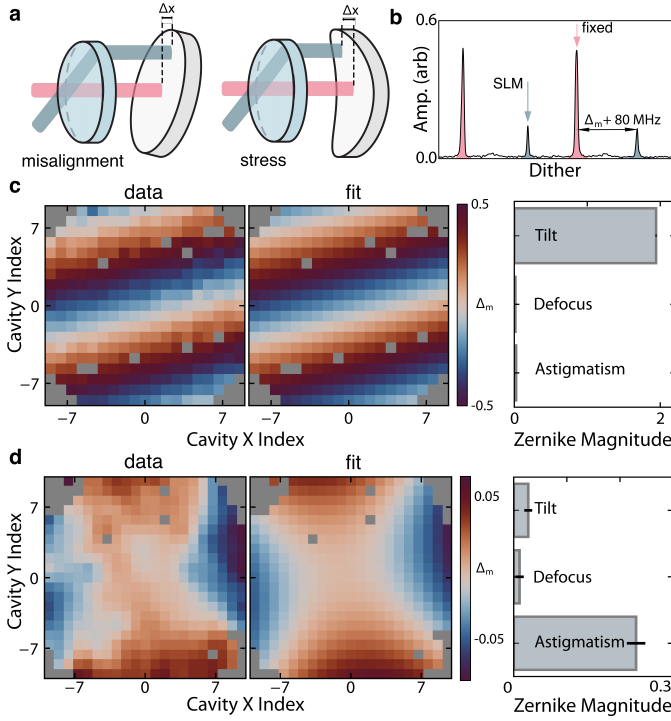 a
Δx
Δx
misalignment
stress
b
0.6
Amp. (arb)
0.0
fixed
SLM
Δm + 80 MHz
Dither
c
data
fit
7
0
−7
Cavity Y Index
−7
0
7
−7
0
7
Cavity X Index
0.5
Δm
-0.5
Tilt
Defocus
Astigmatism
0
2
Zernike Magnitude
d
data
fit
7
0
−7
Cavity Y Index
−7
0
7
−7
0
7
Cavity X Index
0.05
Δm
-0.05
Tilt
Defocus
Astigmatism
0
0.3
Zernike Magnitude